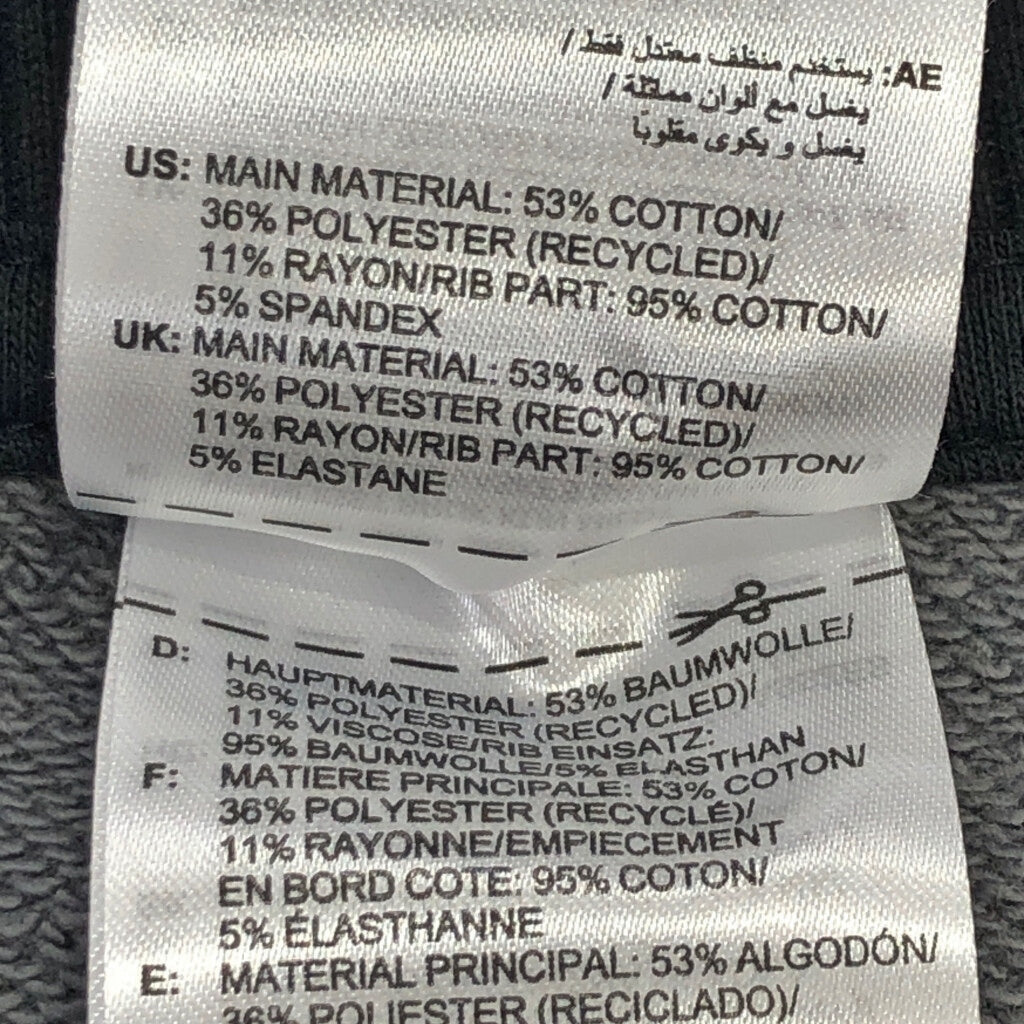 AE: يستخدم منظف معتدل فقط /
يغسل مع ألوان مماثلة /
يغسل و يكوى مقلوبًا
US: MAIN MATERIAL: 53% COTTON/
36% POLYESTER (RECYCLED)/
11% RAYON/RIB PART: 95% COTTON/
5% SPANDEX
UK: MAIN MATERIAL: 53% COTTON/
36% POLYESTER (RECYCLED)/
11% RAYON/RIB PART: 95% COTTON/
5% ELASTANE
D: HAUPTMATERIAL: 53% BAUMWOLLE/
36% POLYESTER (RECYCLED)/
11% VISCOSE/RIB EINSATZ:
95% BAUMWOLLE/5% ELASTHAN
F: MATIERE PRINCIPALE: 53% COTON/
36% POLYESTER (RECYCLÉ)/
11% RAYONNE/EMPIECEMENT
EN BORD COTE: 95% COTON/
5% ÉLASTHANNE
E: MATERIAL PRINCIPAL: 53% ALGODÓN/
36% POLIESTER (RECICLADO)/